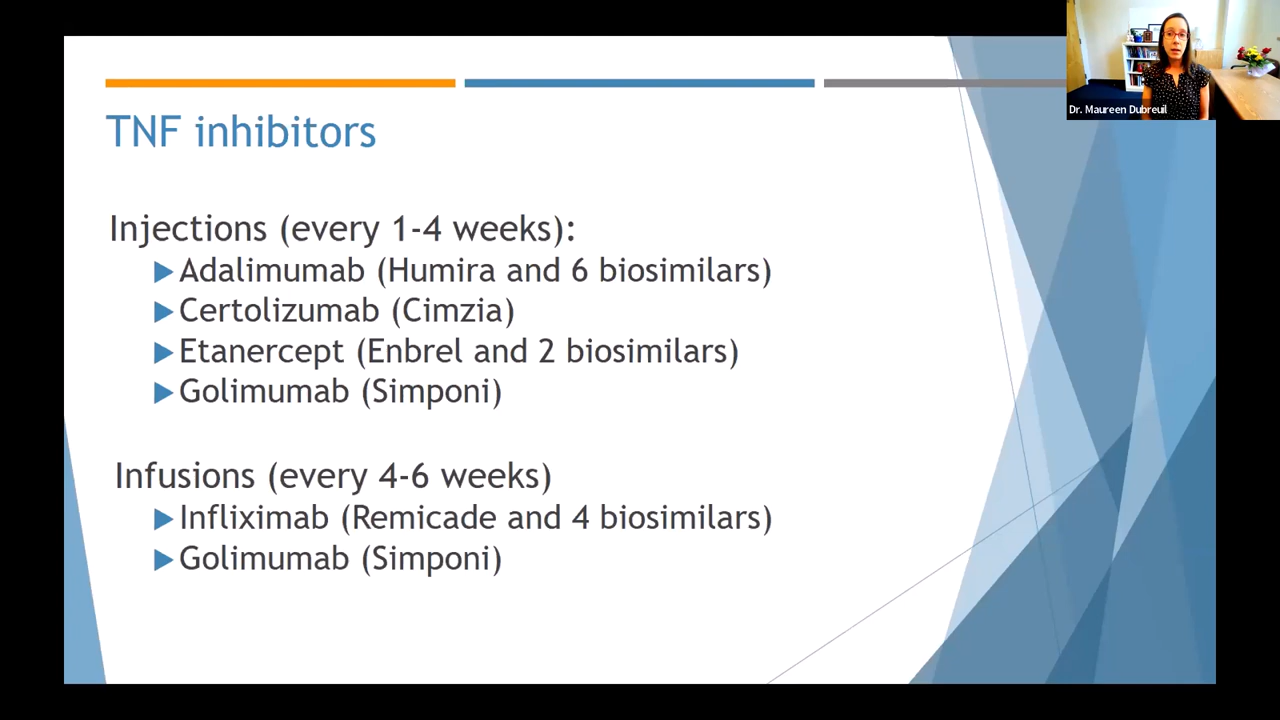 Dr. Maureen Dubreuil
TNF inhibitors
Injections (every 1-4 weeks):
Adalimumab (Humira and 6 biosimilars)
Certolizumab (Cimzia)
Etanercept (Enbrel and 2 biosimilars)
Golimumab (Simponi)
Infusions (every 4-6 weeks)
Infliximab (Remicade and 4 biosimilars)
Golimumab (Simponi)